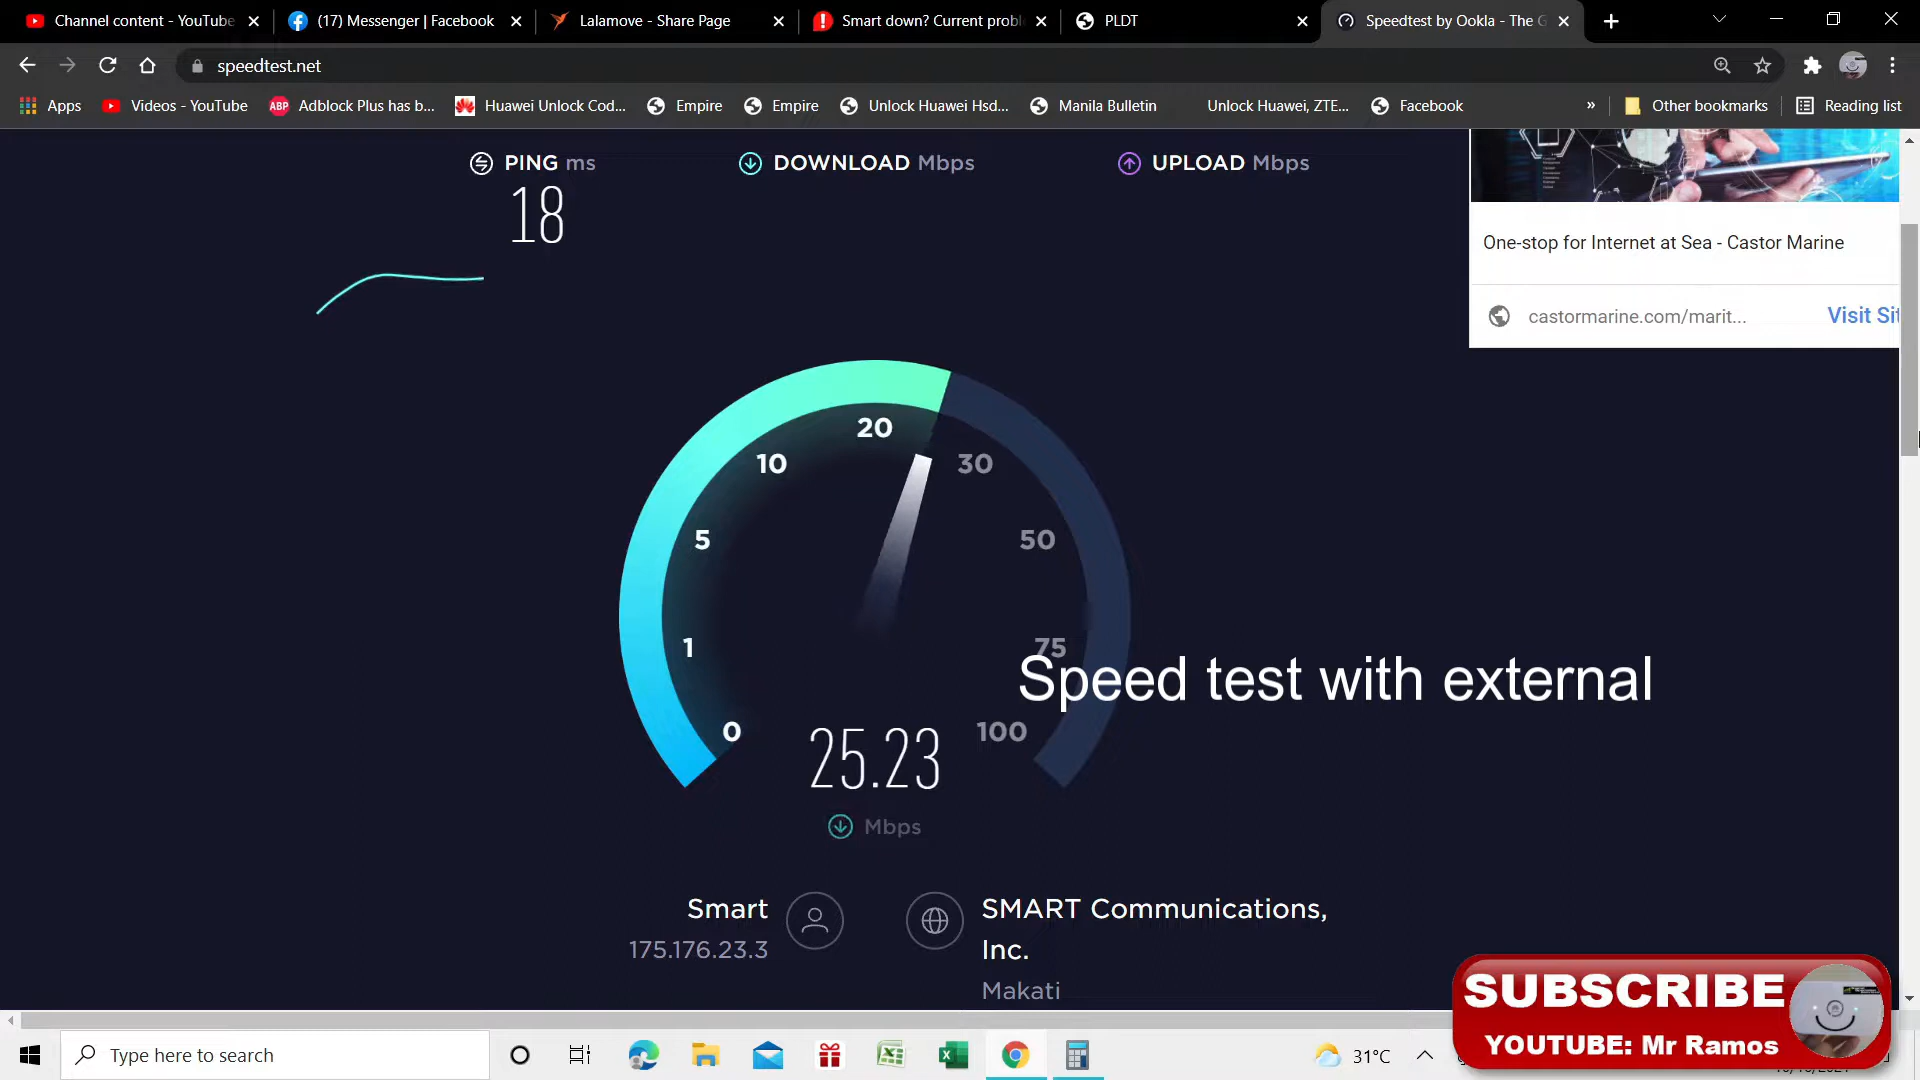 Channel content - YouTube
(17) Messenger | Facebook
Lalamove - Share Page
Smart down? Current probl
PLDT
Speedtest by Ookla - The G
speedtest.net
Apps
Videos - YouTube
ABP
Adblock Plus has b...
Huawei Unlock Cod...
Empire
Empire
Unlock Huawei Hsd...
Manila Bulletin
Unlock Huawei, ZTE...
Facebook
»
Other bookmarks
Reading list
PING ms
DOWNLOAD Mbps
UPLOAD Mbps
18
One-stop for Internet at Sea - Castor Marine
castormarine.com/marit...
Visit Sit
20
10
30
5
50
1
75
Speed test with external
0
100
25.23
Mbps
Smart
SMART Communications,
175.176.23.3
Inc.
Makati
SUBSCRIBE
YOUTUBE: Mr Ramos
Type here to search
31°C